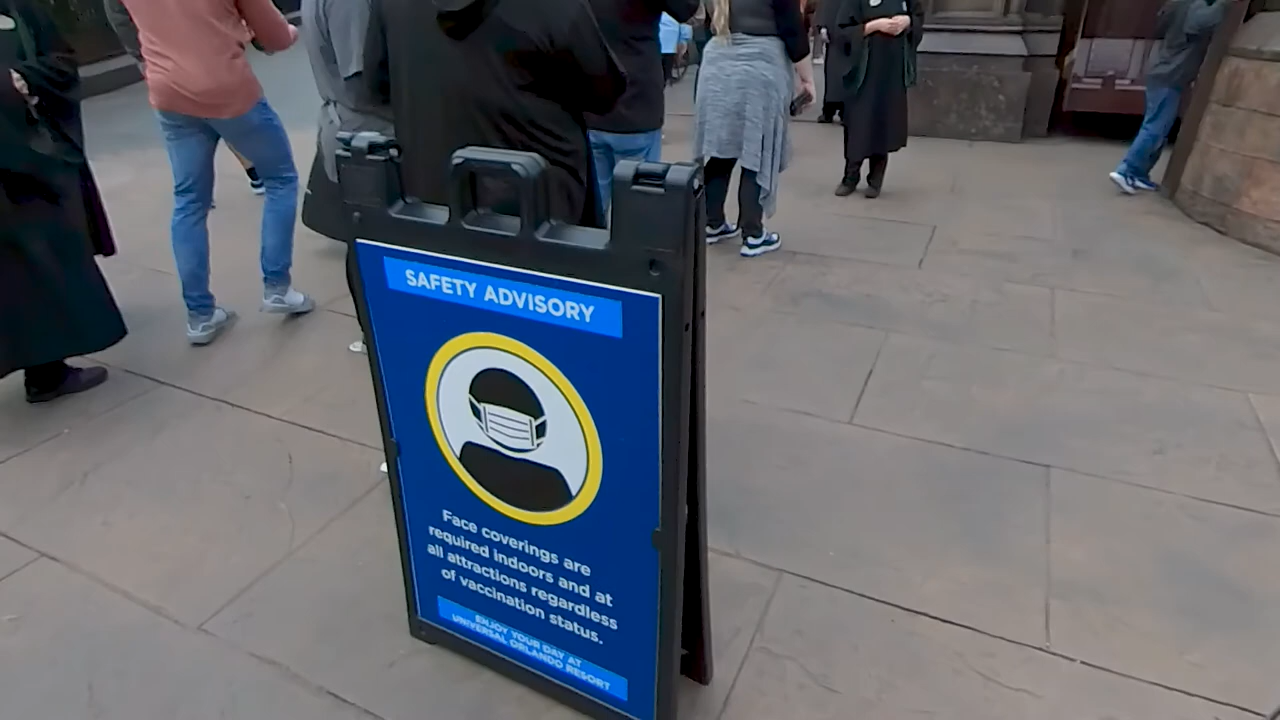 SAFETY ADVISORY
Face coverings are
required indoors and at
all attractions regardless
of vaccination status.
ENJOY YOUR DAY AT
UNIVERSAL ORLANDO RESORT